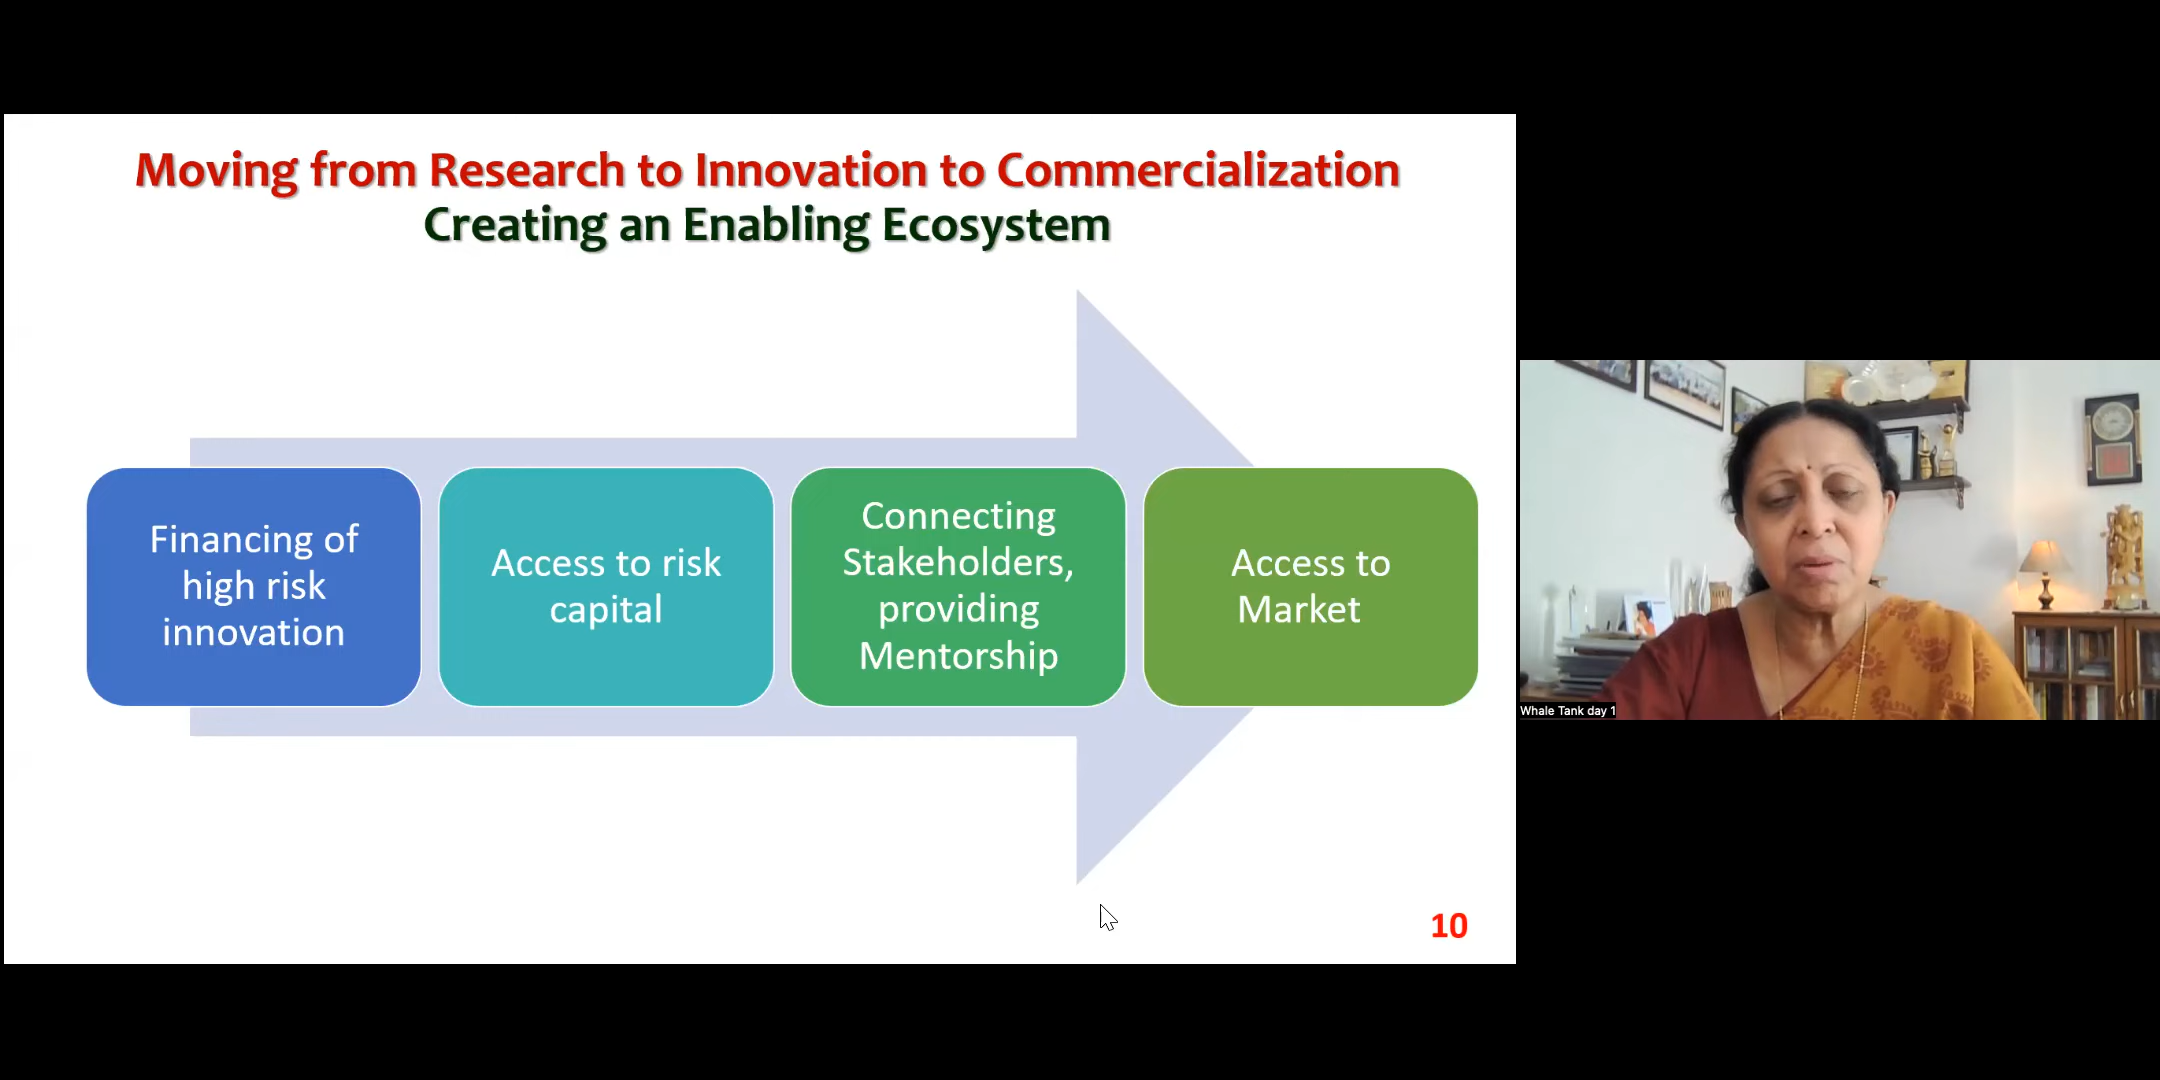 Moving from Research to Innovation to Commercialization
Creating an Enabling Ecosystem
Financing of
high risk
innovation
Access to risk
capital
Connecting
Stakeholders,
providing
Mentorship
Access to
Market
10
Whale Tank day 1